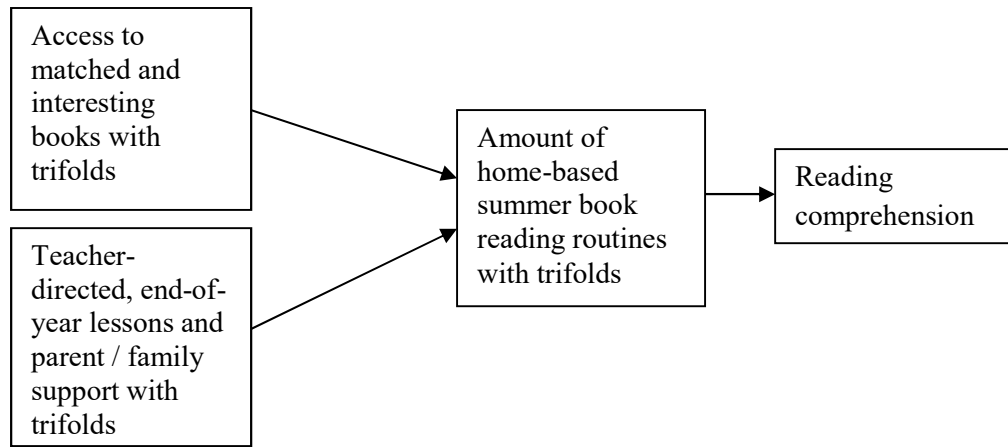 Access to
matched and
interesting
books with
trifolds
Teacher-
directed, end-of-
year lessons and
parent / family
support with
trifolds
Amount of
home-based
summer book
reading routines
with trifolds
Reading
comprehension